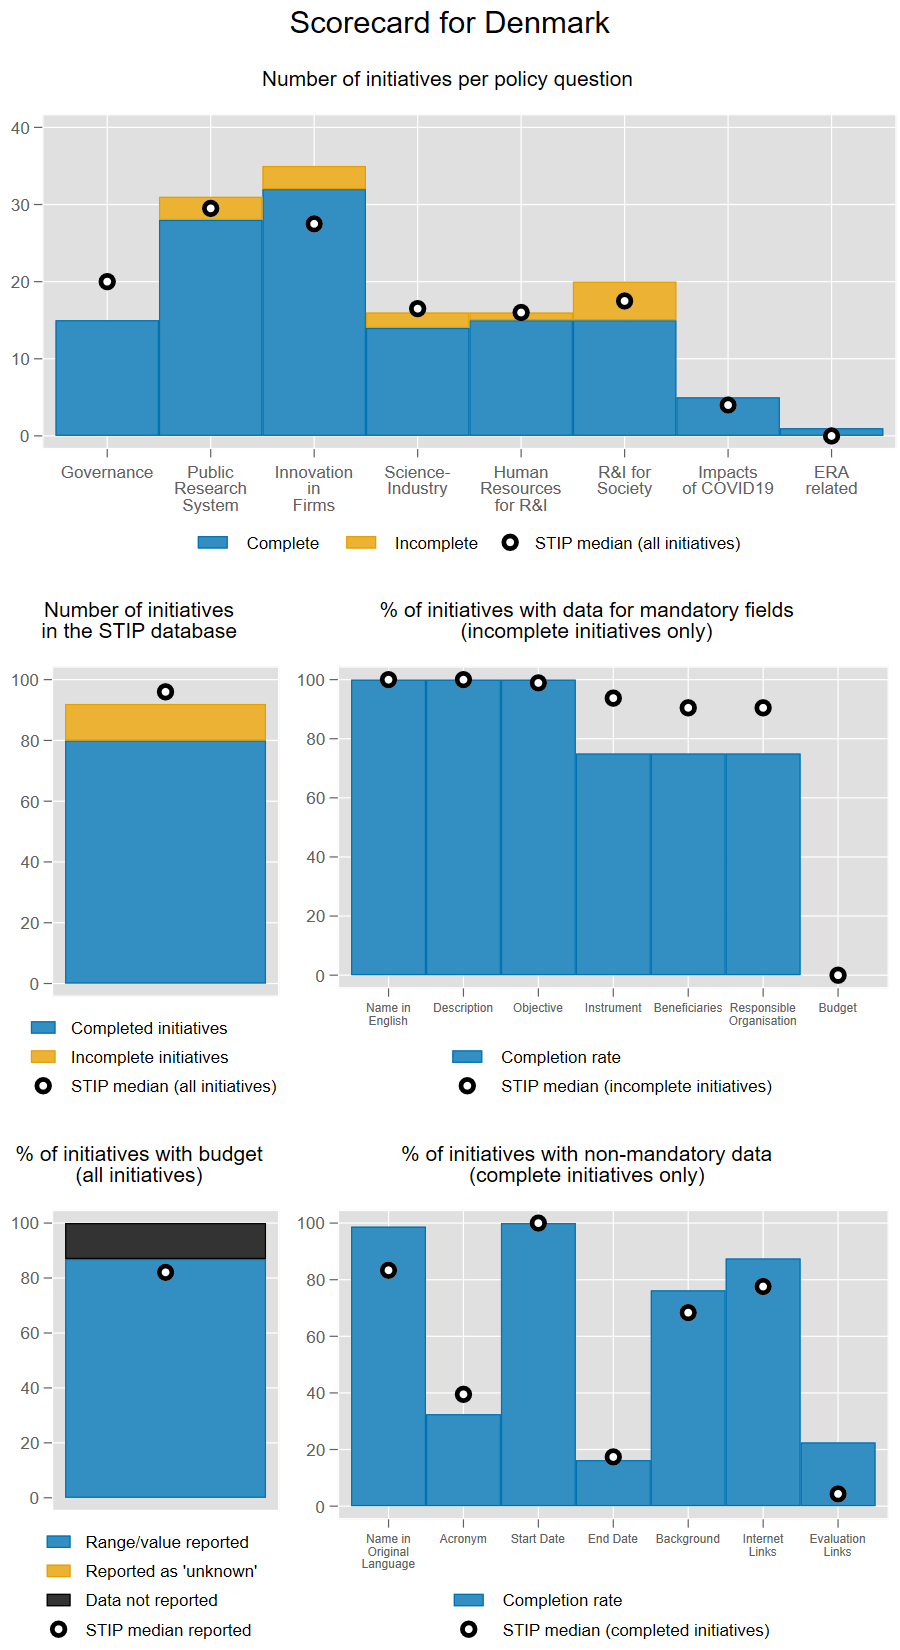 Scorecard for Denmark
Number of initiatives per policy question
40
30
20
10
0
Governance
Public
Research
System
Innovation
in
Firms
Science-
Industry
Human
Resources
for R&I
R&I for
Society
Impacts
of COVID19
ERA
related
Complete
Incomplete
STIP median (all initiatives)
Number of initiatives
in the STIP database
100
80
60
40
20
0
Completed initiatives
Incomplete initiatives
STIP median (all initiatives)
% of initiatives with data for mandatory fields
(incomplete initiatives only)
100
80
60
40
20
0
Name in
English
Description
Objective
Instrument
Beneficiaries
Responsible
Organisation
Budget
Completion rate
STIP median (incomplete initiatives)
% of initiatives with budget
(all initiatives)
100
80
60
40
20
0
Range/value reported
Reported as 'unknown'
Data not reported
STIP median reported
% of initiatives with non-mandatory data
(complete initiatives only)
100
80
60
40
20
0
Name in
Original
Language
Acronym
Start Date
End Date
Background
Internet
Links
Evaluation
Links
Completion rate
STIP median (completed initiatives)